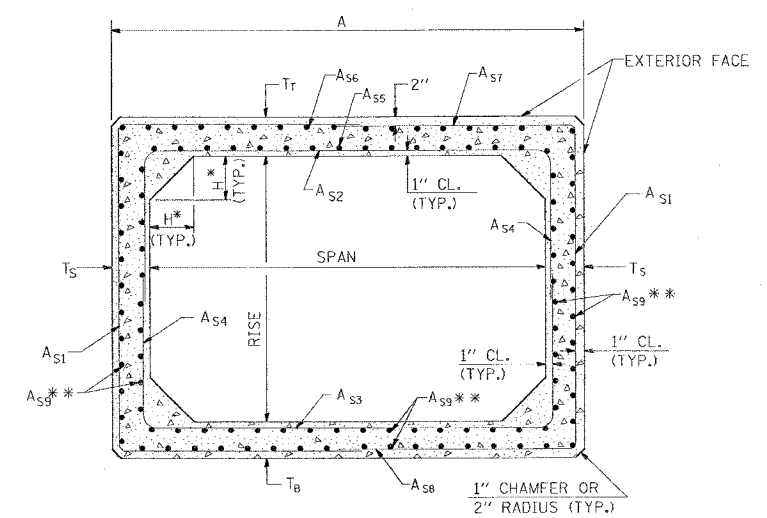 A
EXTERIOR FACE
TT
AS6
AS5
2"
AS7
H*
(TYP.)
AS2
1" CL.
(TYP.)
AS1
H*
(TYP.)
AS4
SPAN
TS
TS
AS9**
RISE
AS4
AS1
1" CL.
(TYP.)
1" CL.
(TYP.)
AS9**
AS3
AS9**
TB
AS8
1" CHAMFER OR
2" RADIUS (TYP.)